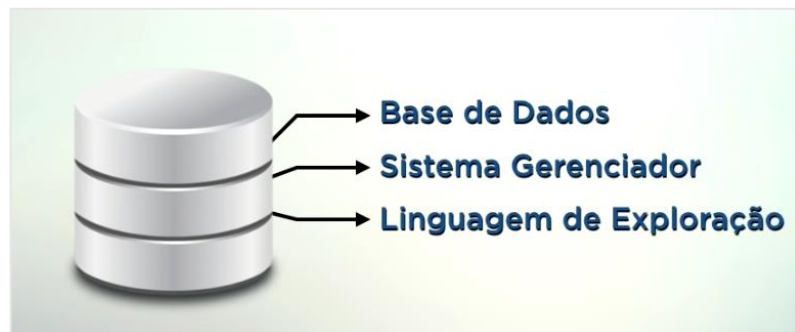 Base de Dados
Sistema Gerenciador
Linguagem de Exploração